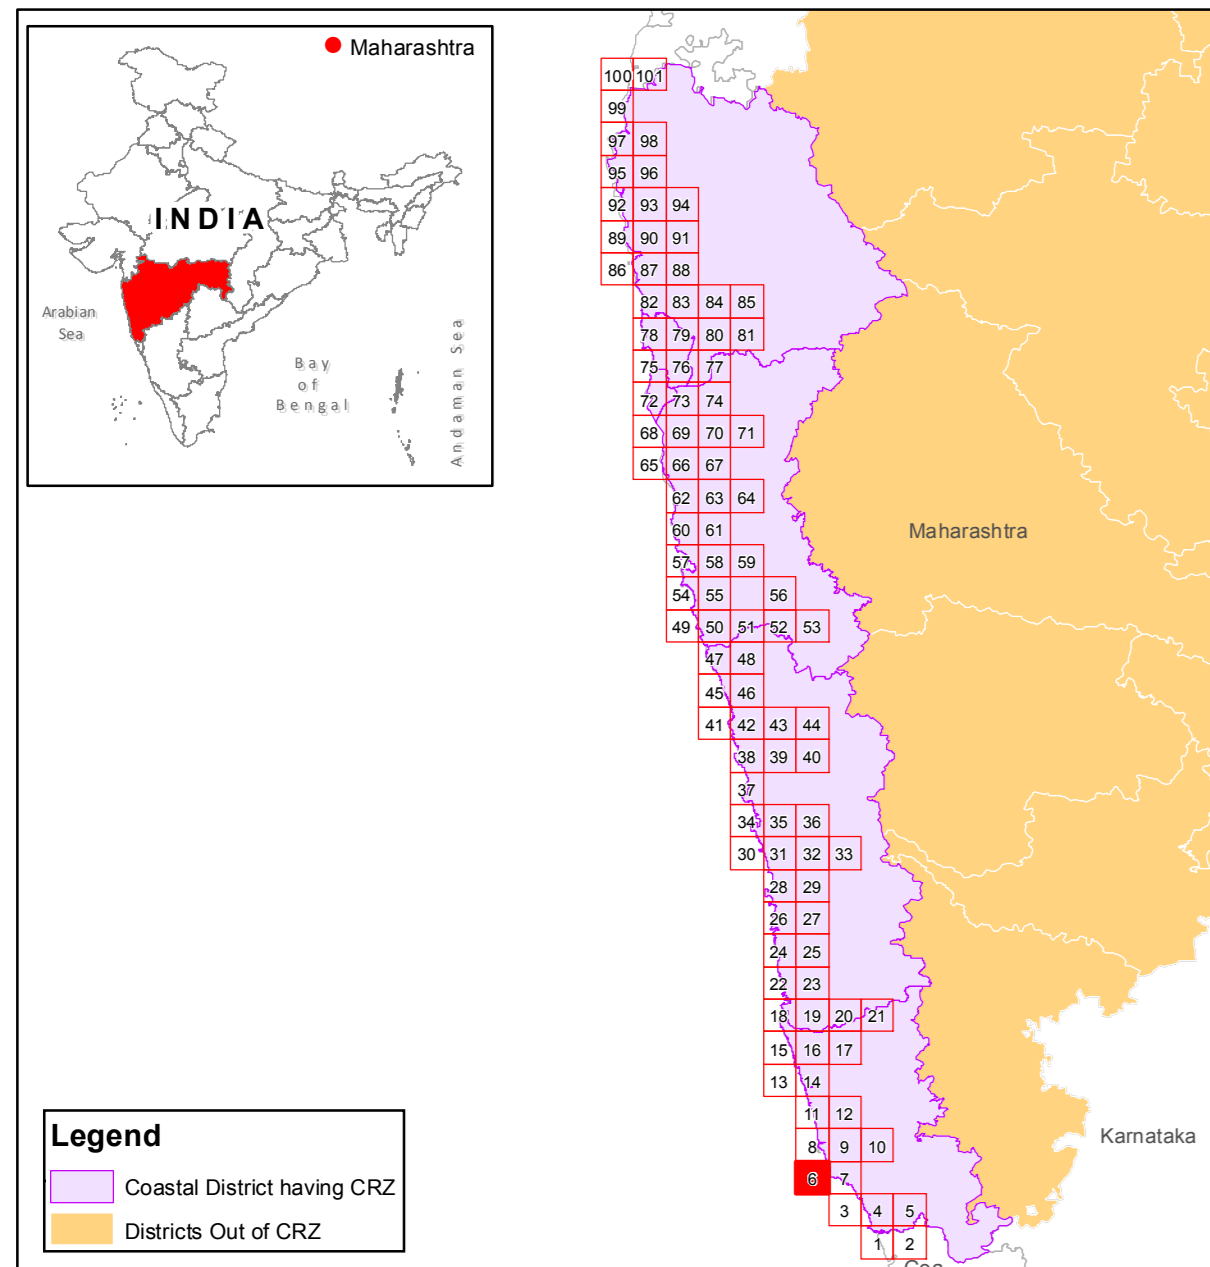 Maharashtra
INDIA
Arabian
Sea
Bay
of
Bengal
Andaman Sea
100 101
99
97 98
95 96
92 93 94
89 90 91
86 87 88
82 83 84 85
78 79 80 81
75 76 77
72 73 74
68 69 70 71
65 66 67
62 63 64
60 61
Maharashtra
57 58 59
54 55 56
49 50 51 52 53
47 48
45 46
41 42 43 44
38 39 40
37
34 35 36
30 31 32 33
28 29
26 27
24 25
22 23
18 19 20 21
15 16 17
13 14
11 12
Karnataka
8 9 10
6 7
3 4 5
1 2
Goa
Legend
Coastal District having CRZ
Districts Out of CRZ